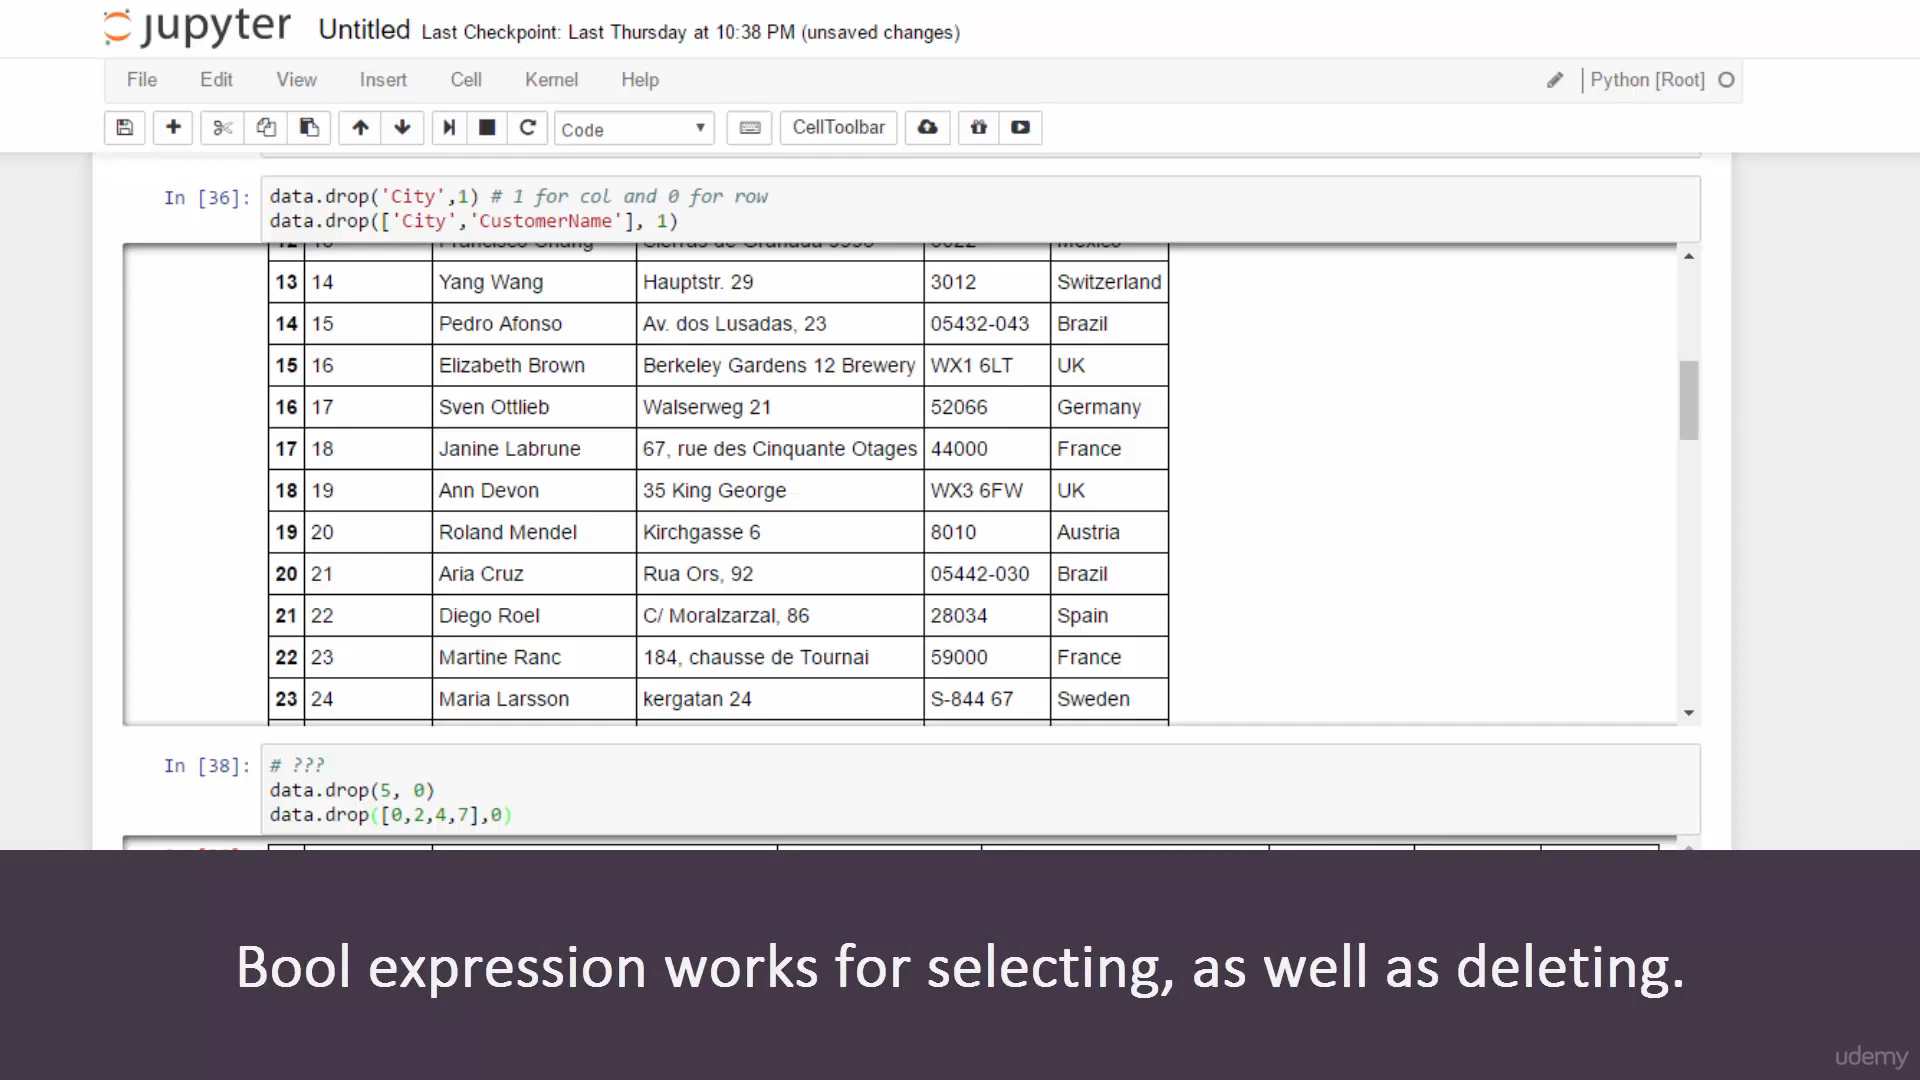 jupyter Untitled Last Checkpoint: Last Thursday at 10:38 PM (unsaved changes)
File Edit View Insert Cell Kernel Help Python [Root]
Code CellToolbar
In [36]: data.drop('City',1) # 1 for col and 0 for row
data.drop(['City','CustomerName'], 1)
13 14 Yang Wang Hauptstr. 29 3012 Switzerland
14 15 Pedro Afonso Av. dos Lusadas, 23 05432-043 Brazil
15 16 Elizabeth Brown Berkeley Gardens 12 Brewery WX1 6LT UK
16 17 Sven Ottlieb Walserweg 21 52066 Germany
17 18 Janine Labrune 67, rue des Cinquante Otages 44000 France
18 19 Ann Devon 35 King George WX3 6FW UK
19 20 Roland Mendel Kirchgasse 6 8010 Austria
20 21 Aria Cruz Rua Ors, 92 05442-030 Brazil
21 22 Diego Roel C/ Moralzarzal, 86 28034 Spain
22 23 Martine Ranc 184, chausse de Tournai 59000 France
23 24 Maria Larsson kergatan 24 S-844 67 Sweden
In [38]: # ???
data.drop(5, 0)
data.drop([0,2,4,7],0)
Bool expression works for selecting, as well as deleting.
udemy